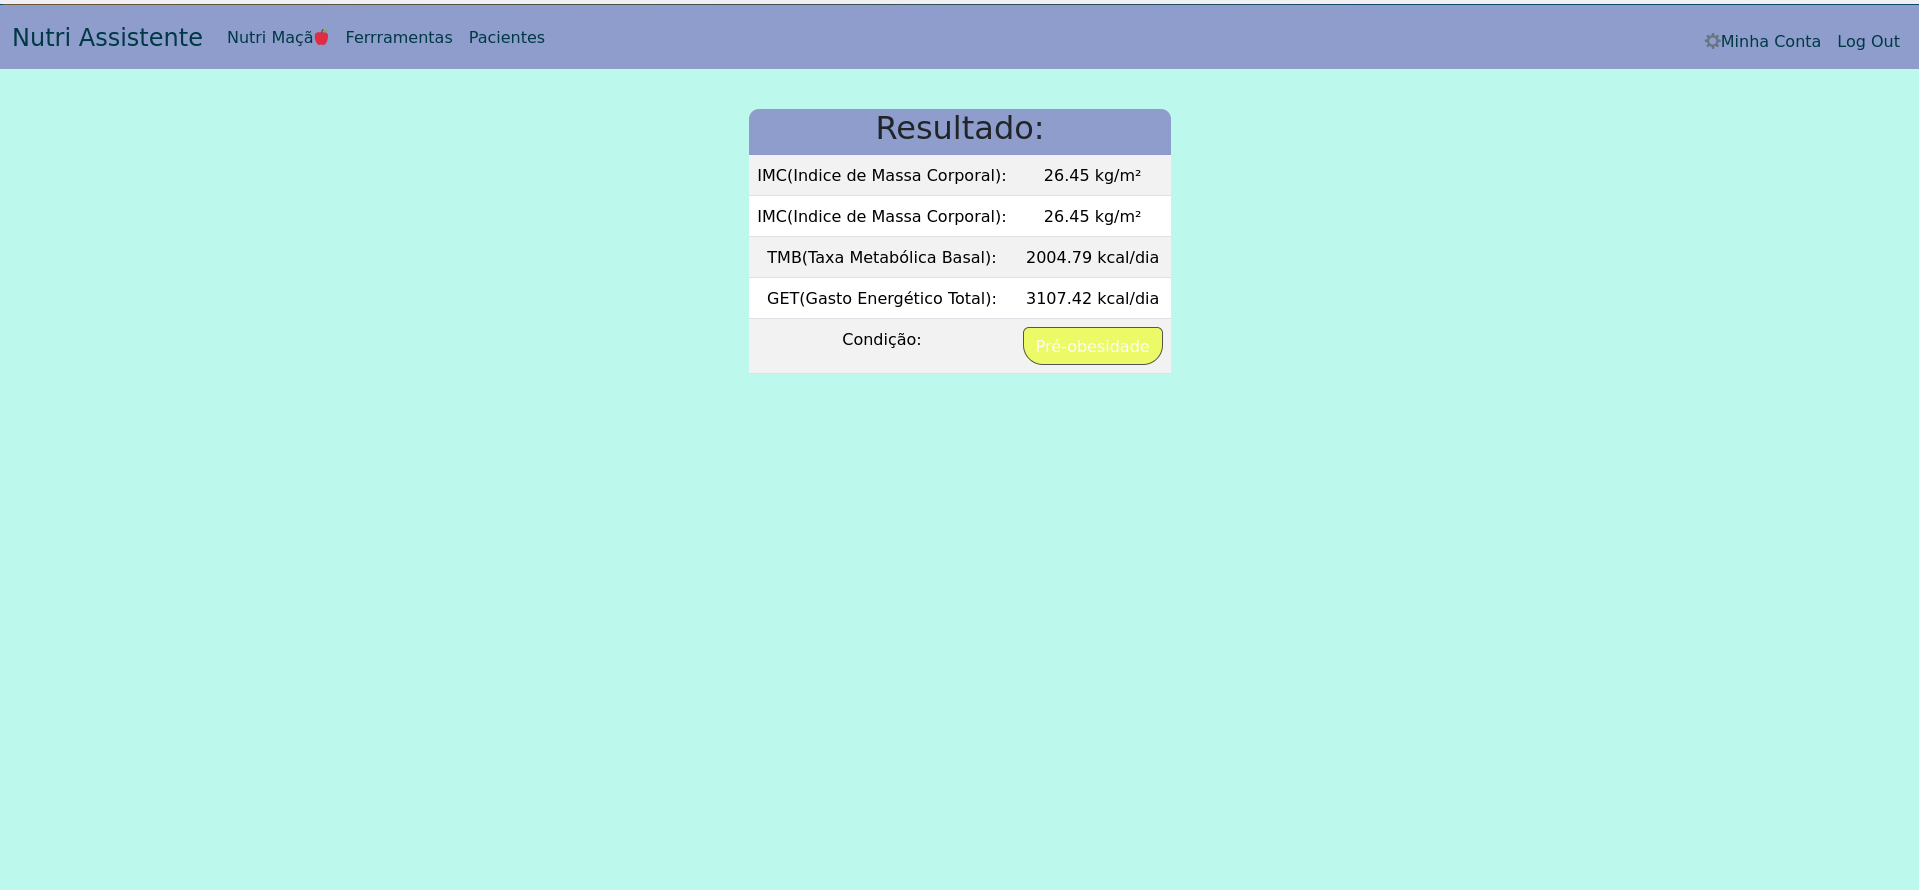 Nutri Assistente Nutri Maçã🍎 Ferrramentas Pacientes ⚙Minha Conta Log Out
Resultado:
IMC(Indice de Massa Corporal): 26.45 kg/m²
IMC(Indice de Massa Corporal): 26.45 kg/m²
TMB(Taxa Metabólica Basal): 2004.79 kcal/dia
GET(Gasto Energético Total): 3107.42 kcal/dia
Condição: Pré-obesidade